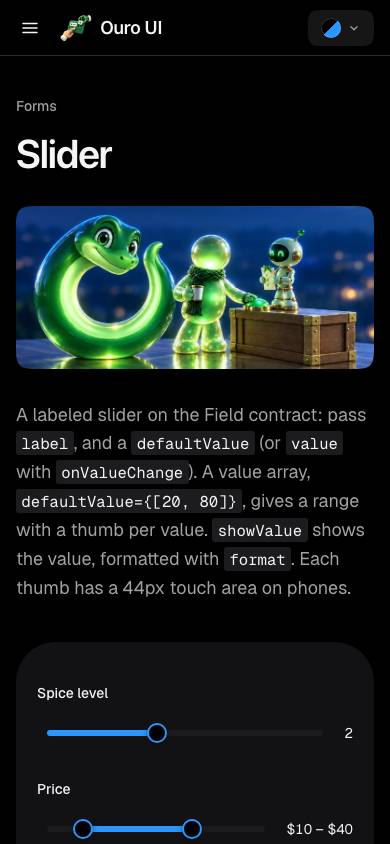 Ouro UI
Forms
Slider
A labeled slider on the Field contract: pass
label, and a defaultValue (or value
with onValueChange). A value array,
defaultValue={[20, 80]}, gives a range
with a thumb per value. showValue shows
the value, formatted with format. Each
thumb has a 44px touch area on phones.
Spice level
2
Price
$10 – $40